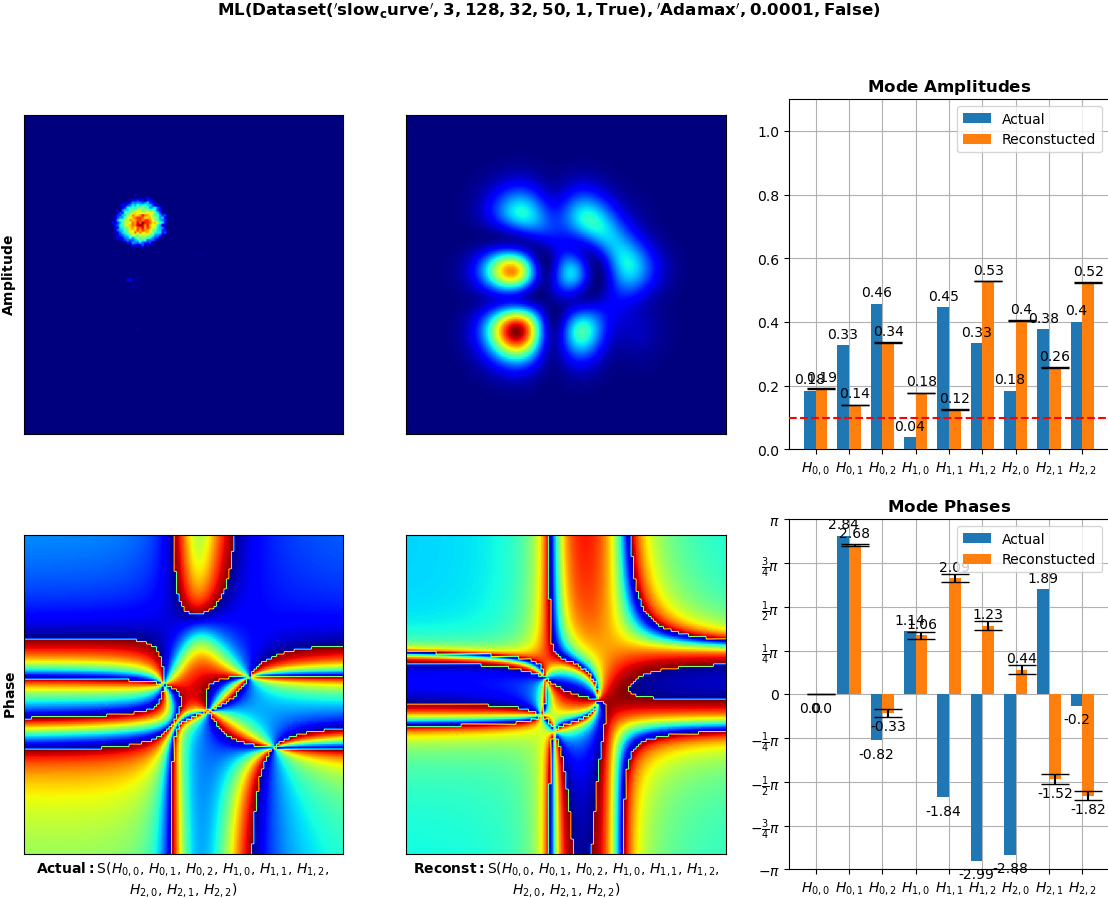 ML(Dataset('slow_curve', 3, 128, 32, 50, 1, True), 'Adamax', 0.0001, False)
Amplitude
Mode Amplitudes
Actual
Reconstucted
1.0
0.8
0.6
0.4
0.2
0.0
0.18
0.19
0.33
0.14
0.46
0.34
0.04
0.18
0.45
0.12
0.33
0.53
0.18
0.4
0.38
0.26
0.4
0.52
H0,0 H0,1 H0,2 H1,0 H1,1 H1,2 H2,0 H2,1 H2,2
Phase
Mode Phases
Actual
Reconstucted
π
3/4π
1/2π
1/4π
0
−1/4π
−1/2π
−3/4π
−π
0.0
0.0
2.84
2.68
-0.82
-0.33
1.14
1.06
-1.84
2.09
-2.99
1.23
-2.88
0.44
1.89
-1.52
-0.2
-1.82
H0,0 H0,1 H0,2 H1,0 H1,1 H1,2 H2,0 H2,1 H2,2
Actual: S(H0,0, H0,1, H0,2, H1,0, H1,1, H1,2,
H2,0, H2,1, H2,2)
Reconst: S(H0,0, H0,1, H0,2, H1,0, H1,1, H1,2,
H2,0, H2,1, H2,2)